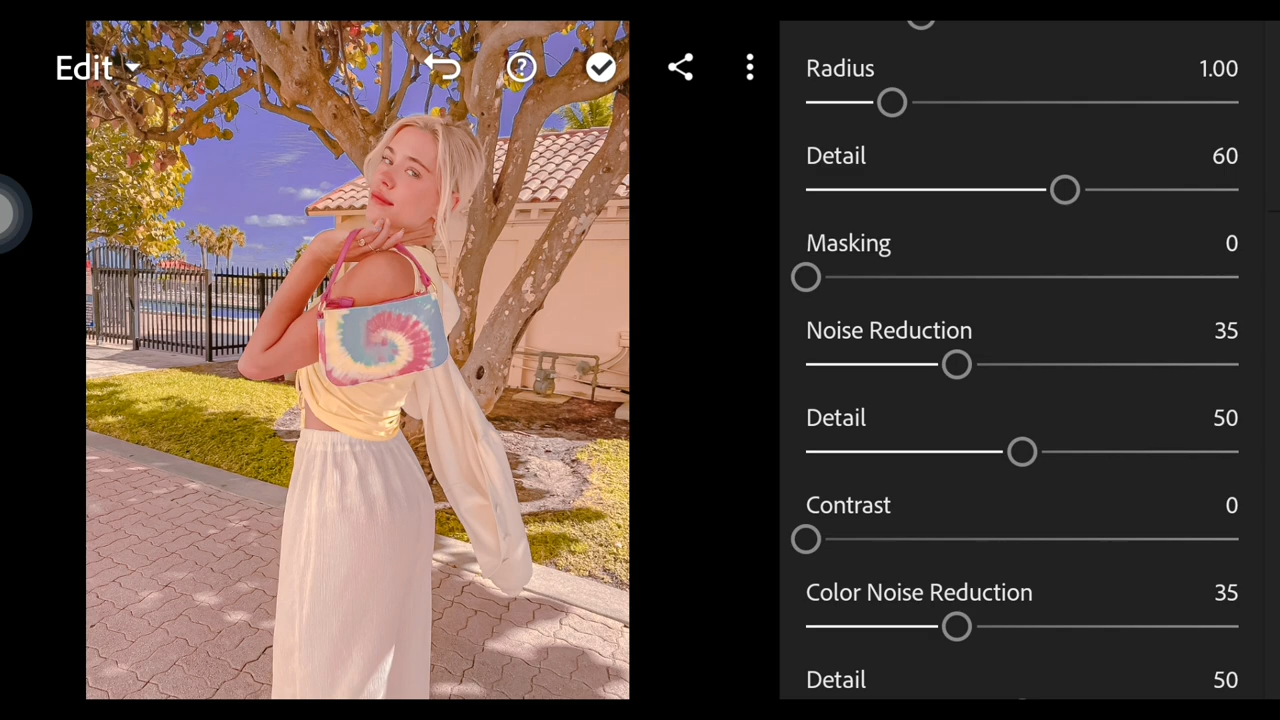 Edit
Radius 1.00
Detail 60
Masking 0
Noise Reduction 35
Detail 50
Contrast 0
Color Noise Reduction 35
Detail 50